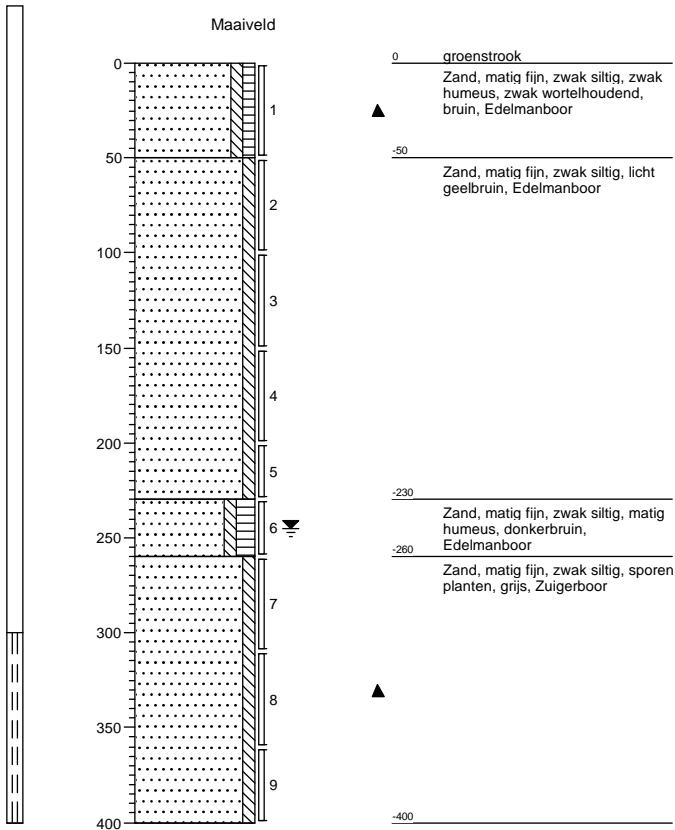 Maaiveld
0
50
100
150
200
250
300
350
400
1
2
3
4
5
6
7
8
9
0 groenstrook
Zand, matig fijn, zwak siltig, zwak
humeus, zwak wortelhoudend,
bruin, Edelmanboor
-50
Zand, matig fijn, zwak siltig, licht
geelbruin, Edelmanboor
-230
Zand, matig fijn, zwak siltig, matig
humeus, donkerbruin,
Edelmanboor
-260
Zand, matig fijn, zwak siltig, sporen
planten, grijs, Zuigerboor
-400